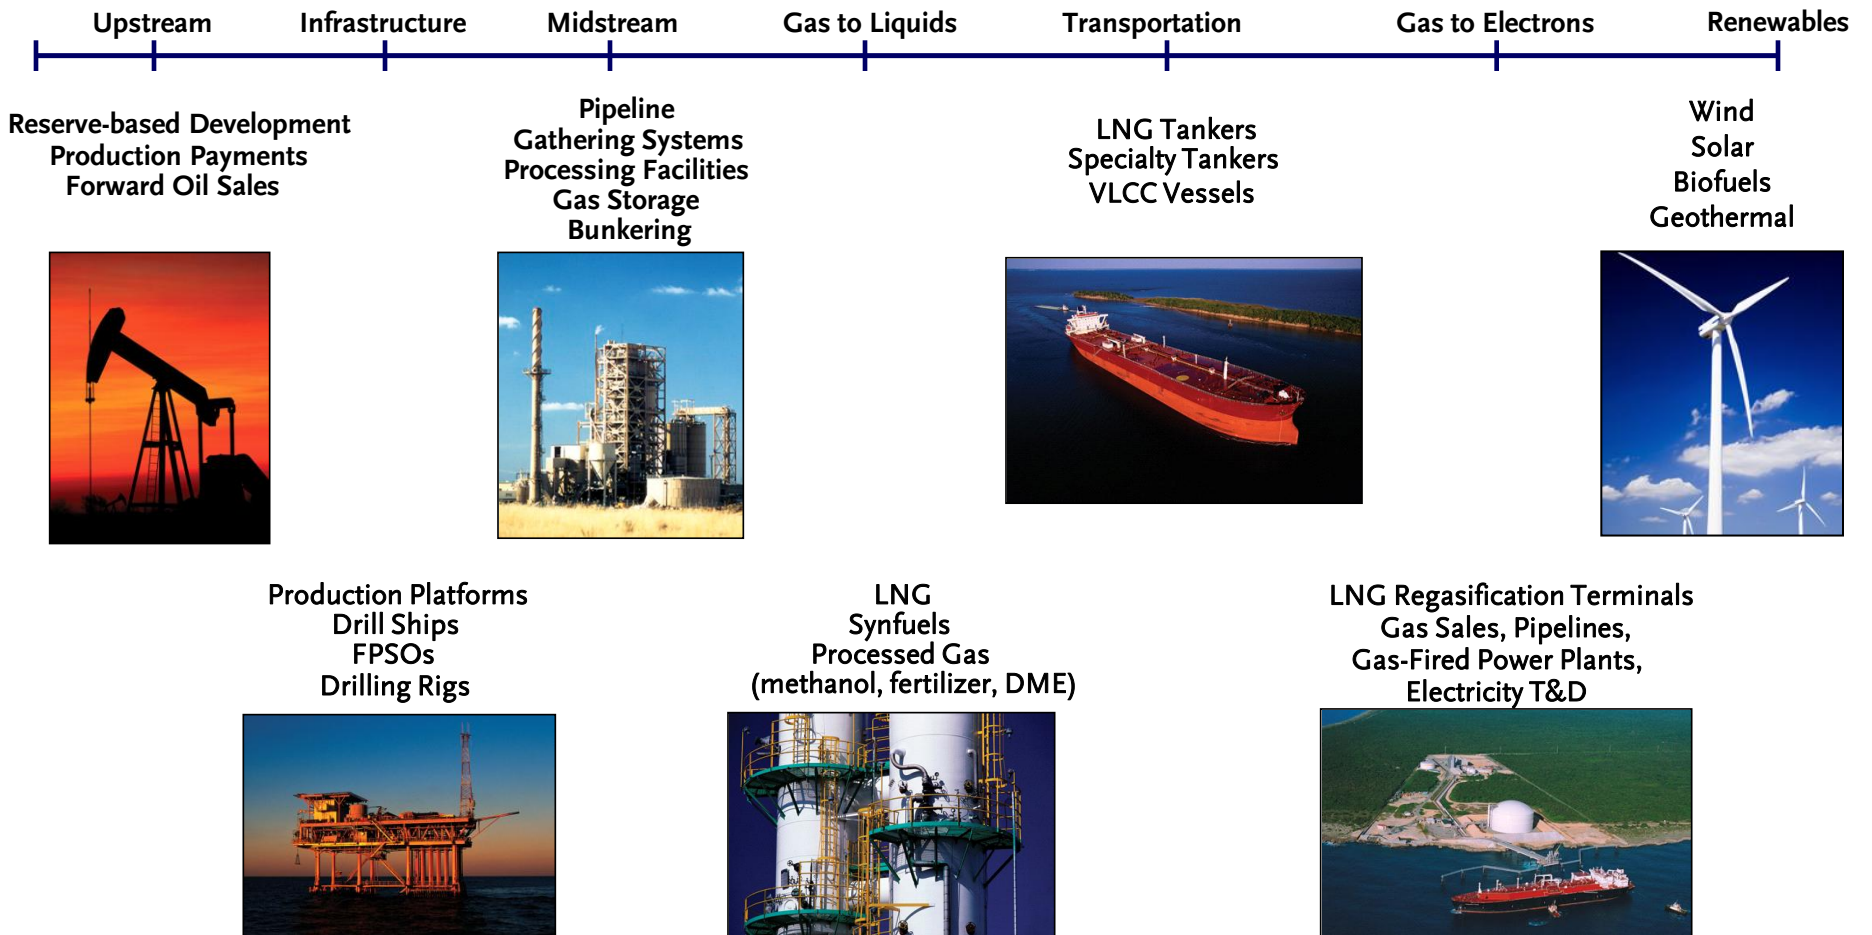 Upstream
Infrastructure
Midstream
Gas to Liquids
Transportation
Gas to Electrons
Renewables
Reserve-based Development
Production Payments
Forward Oil Sales
Pipeline
Gathering Systems
Processing Facilities
Gas Storage
Bunkering
LNG Tankers
Specialty Tankers
VLCC Vessels
Wind
Solar
Biofuels
Geothermal
Production Platforms
Drill Ships
FPSOs
Drilling Rigs
LNG
Synfuels
Processed Gas
(methanol, fertilizer, DME)
LNG Regasification Terminals
Gas Sales, Pipelines,
Gas-Fired Power Plants,
Electricity T&D